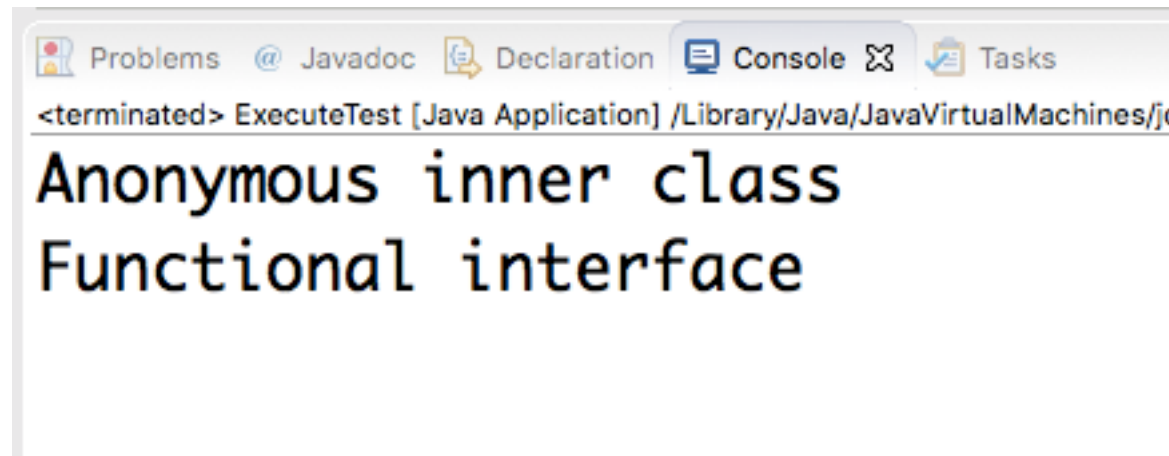 Problems @ Javadoc Declaration Console Tasks
<terminated> ExecuteTest [Java Application] /Library/Java/JavaVirtualMachines/
Anonymous inner class
Functional interface